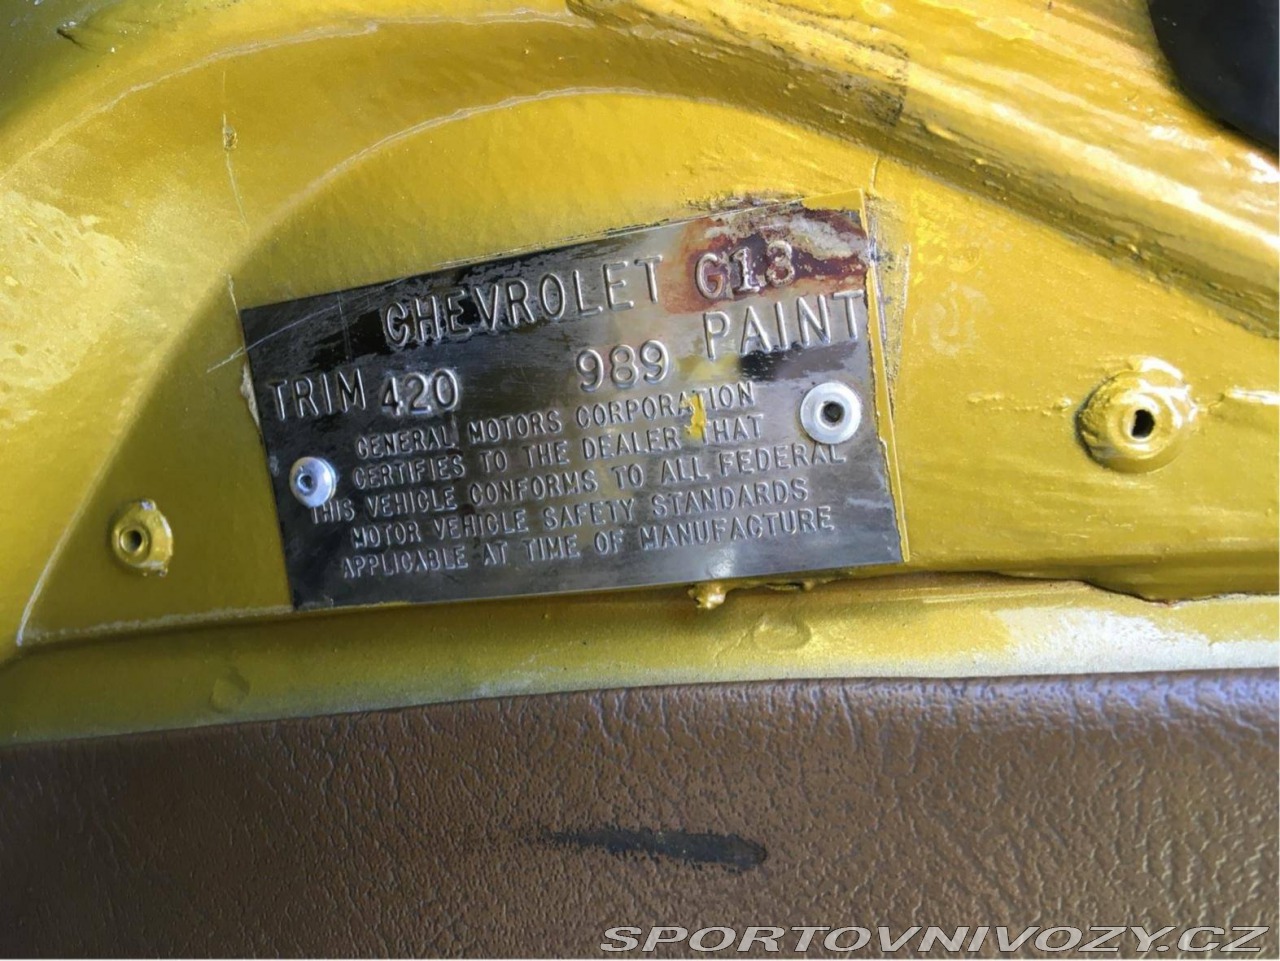 CHEVROLET G13
TRIM 420 989 PAINT
GENERAL MOTORS CORPORATION
CERTIFIES TO THE DEALER THAT
THIS VEHICLE CONFORMS TO ALL FEDERAL
MOTOR VEHICLE SAFETY STANDARDS
APPLICABLE AT TIME OF MANUFACTURE
SPORTOVNIVOZY.CZ